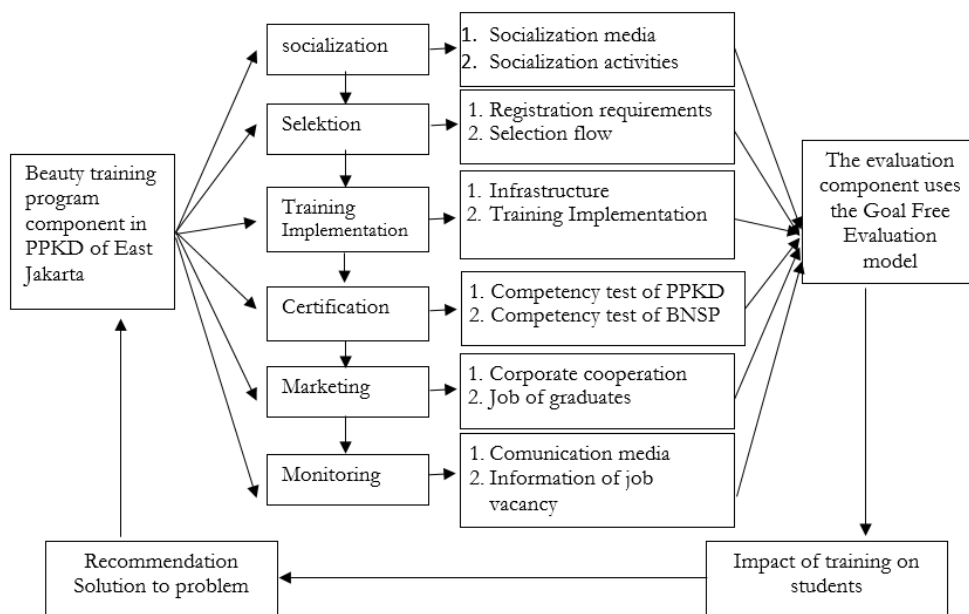 Beauty training
program
component in
PPKD of East
Jakarta
socialization
1. Socialization media
2. Socialization activities
Selektion
1. Registration requirements
2. Selection flow
Training
Implementation
1. Infrastructure
2. Training Implementation
Certification
1. Competency test of PPKD
2. Competency test of BNSP
Marketing
1. Corporate cooperation
2. Job of graduates
Monitoring
1. Comunication media
2. Information of job
vacancy
The evaluation
component uses
the Goal Free
Evaluation
model
Impact of training on
students
Recommendation
Solution to problem